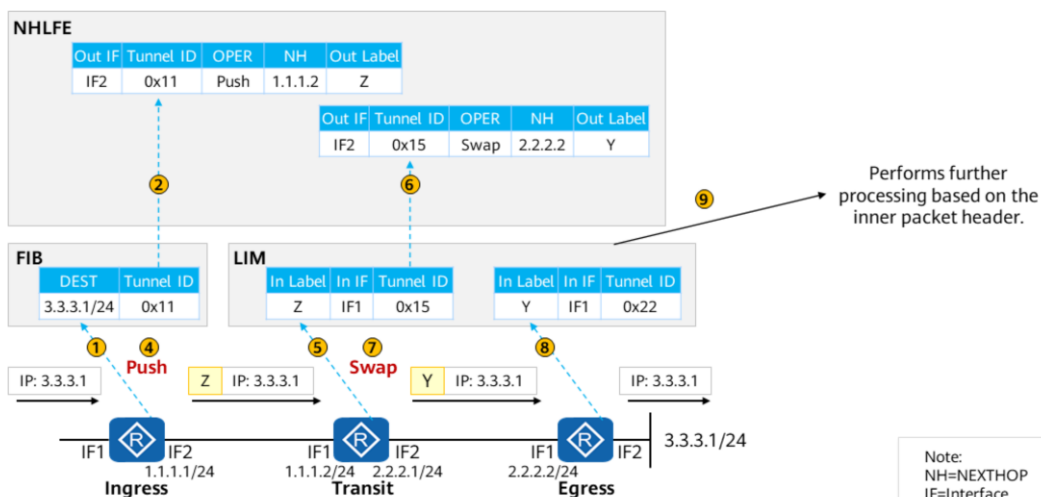 NHLFE
Out IF Tunnel ID OPER NH Out Label
IF2 0x11 Push 1.1.1.2 Z
Out IF Tunnel ID OPER NH Out Label
IF2 0x15 Swap 2.2.2.2 Y
2
6
9
Performs further
processing based on the
inner packet header.
FIB
DEST Tunnel ID
3.3.3.1/24 0x11
LIM
In Label In IF Tunnel ID
Z IF1 0x15
In Label In IF Tunnel ID
Y IF1 0x22
1
4
Push
5
7
Swap
8
IP: 3.3.3.1
Z IP: 3.3.3.1
Y IP: 3.3.3.1
IP: 3.3.3.1
IF1 R IF2
1.1.1.1/24
Ingress
IF1 R IF2
1.1.1.2/24 2.2.2.1/24
Transit
IF1 R IF2
2.2.2.2/24
Egress
3.3.3.1/24
Note:
NH=NEXTHOP
IF=Interface